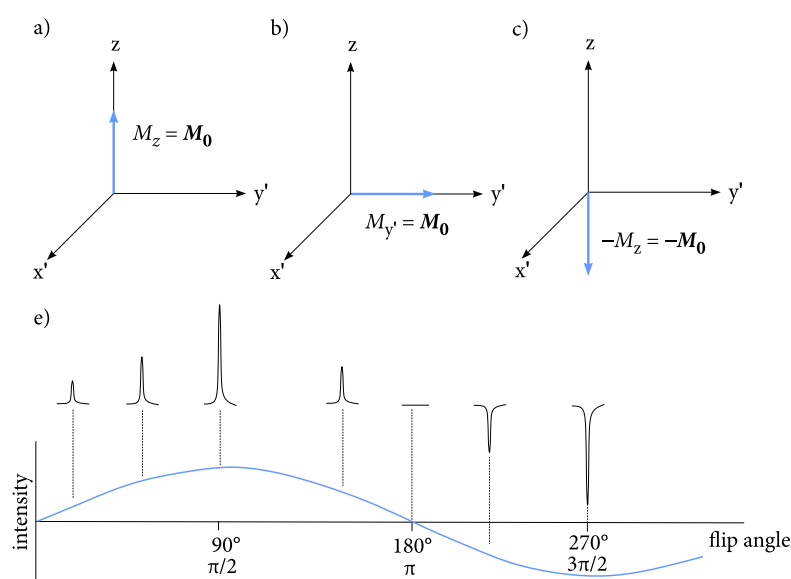 a)
b)
c)
z
z
z
M_z = M_0
y'
y'
y'
M_y' = M_0
−M_z = −M_0
x'
x'
x'
e)
intensity
90°
180°
270°
flip angle
π/2
π
3π/2